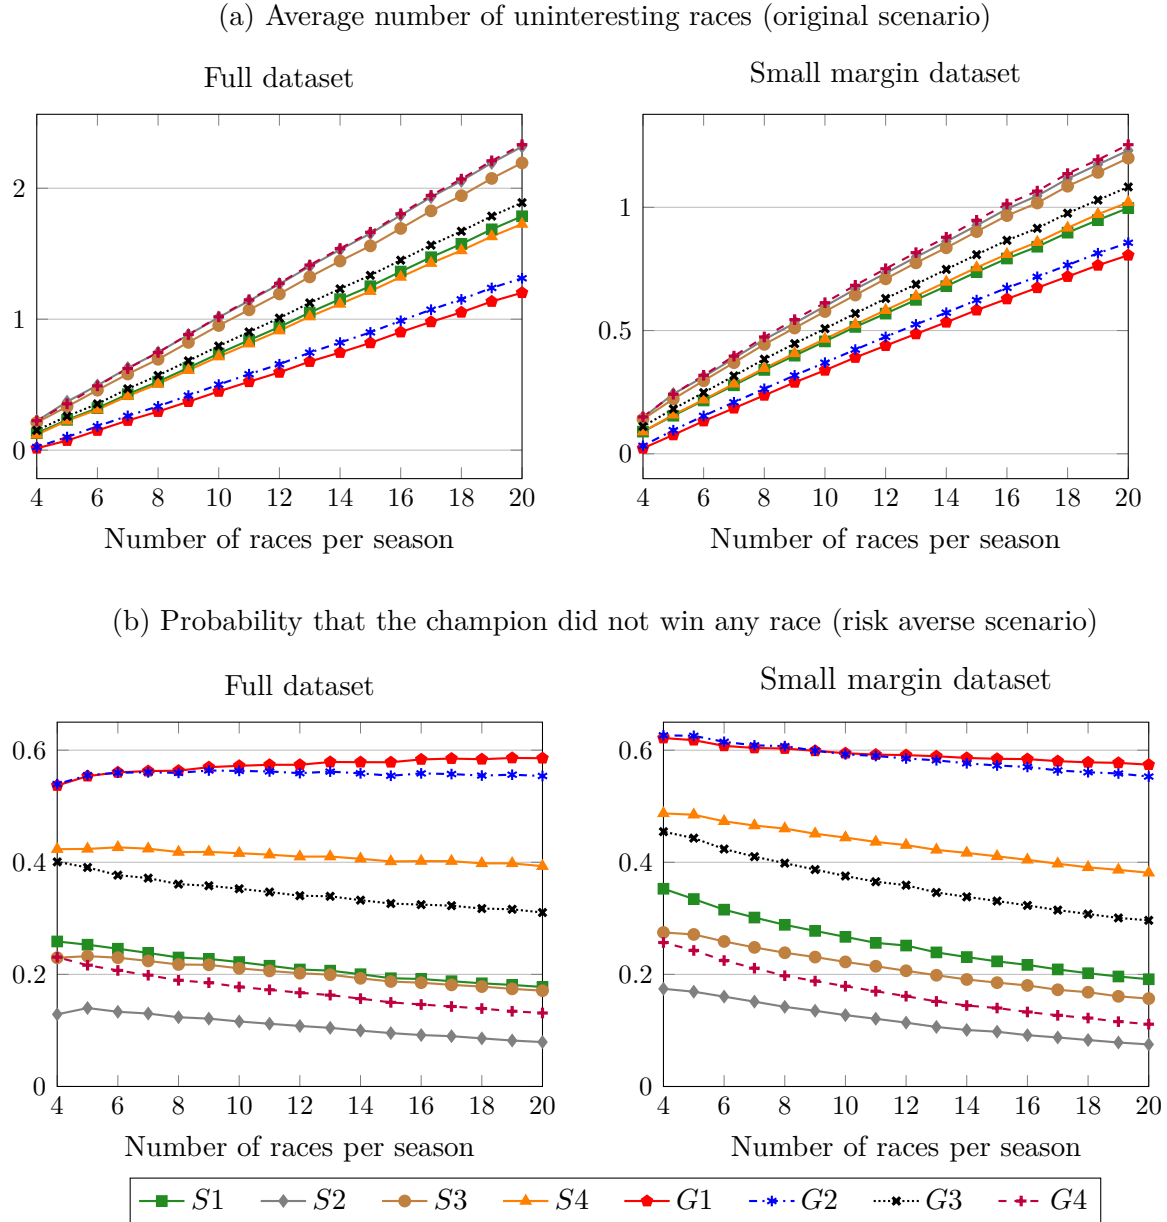 (a) Average number of uninteresting races (original scenario)
Full dataset
0
1
2
4 6 8 10 12 14 16 18 20
Number of races per season
Small margin dataset
0
0.5
1
4 6 8 10 12 14 16 18 20
Number of races per season
(b) Probability that the champion did not win any race (risk averse scenario)
Full dataset
0
0.2
0.4
0.6
4 6 8 10 12 14 16 18 20
Number of races per season
Small margin dataset
0
0.2
0.4
0.6
4 6 8 10 12 14 16 18 20
Number of races per season
S1 S2 S3 S4 G1 G2 G3 G4